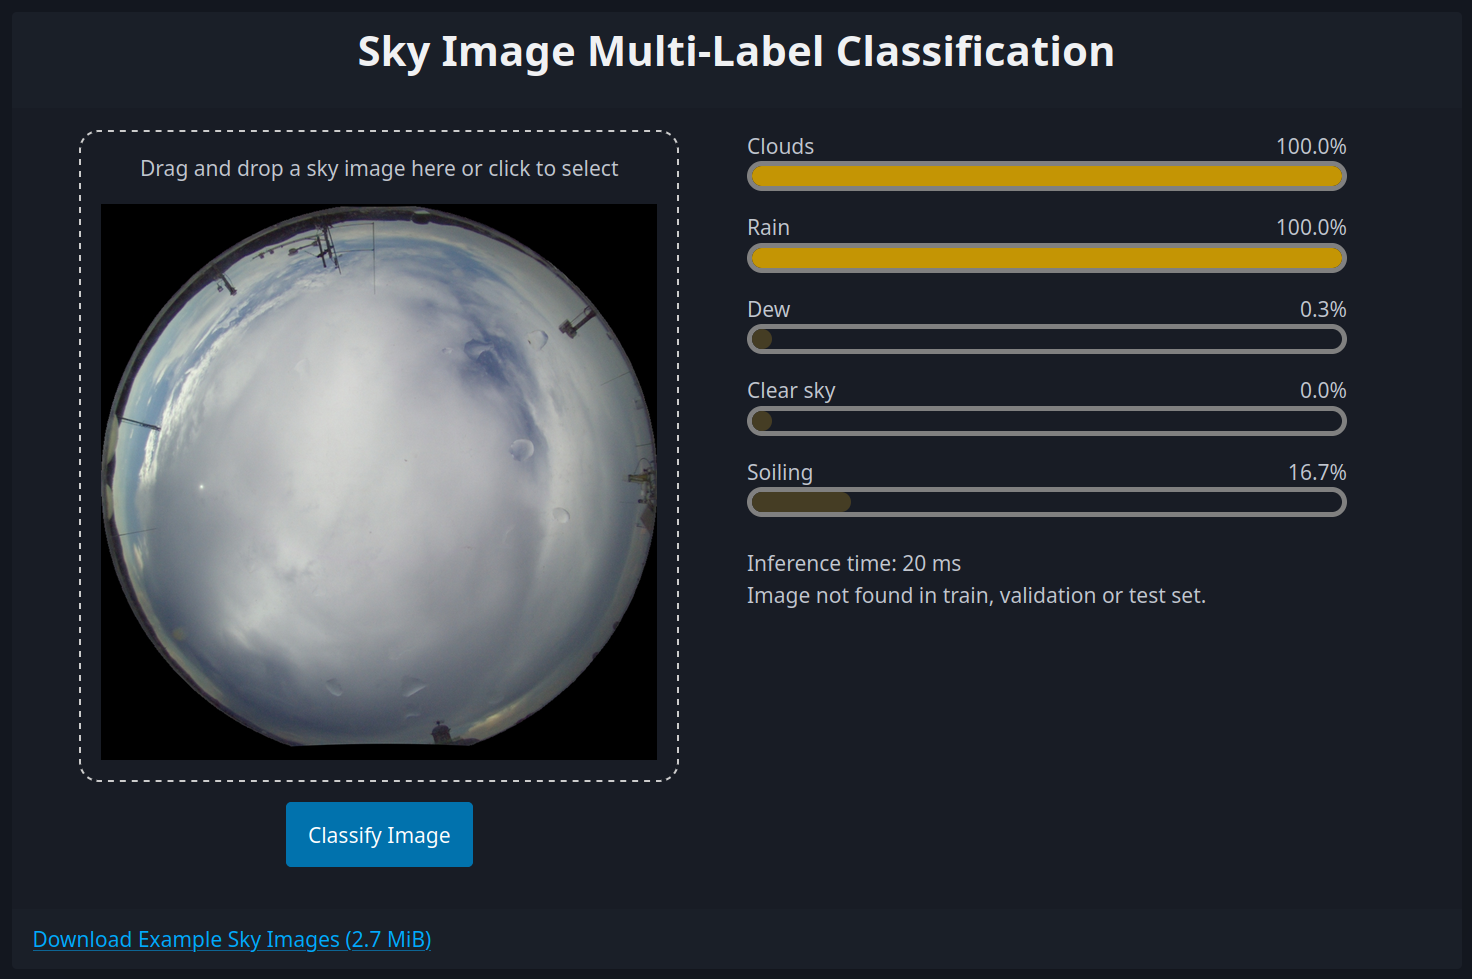 Sky Image Multi-Label Classification
Drag and drop a sky image here or click to select
Clouds 100.0%
Rain 100.0%
Dew 0.3%
Clear sky 0.0%
Soiling 16.7%
Inference time: 20 ms
Image not found in train, validation or test set.
Classify Image
Download Example Sky Images (2.7 MiB)